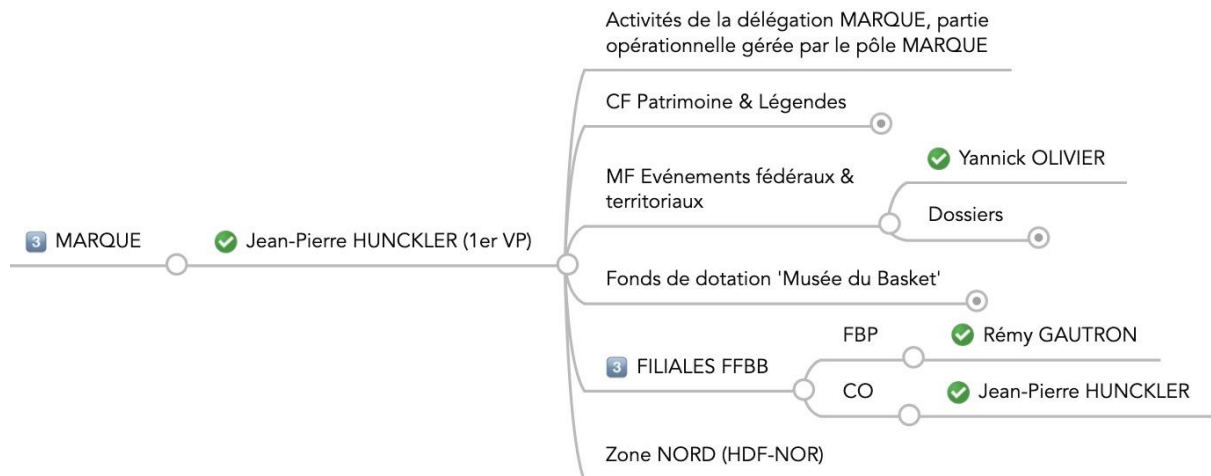 Activités de la délégation MARQUE, partie
opérationnelle gérée par le pôle MARQUE
CF Patrimoine & Légendes
MF Evénements fédéraux &
territoriaux
Yannick OLIVIER
Dossiers
3 MARQUE
Jean-Pierre HUNCKLER (1er VP)
Fonds de dotation 'Musée du Basket'
3 FILIALES FFBB
FBP
Rémy GAUTRON
CO
Jean-Pierre HUNCKLER
Zone NORD (HDF-NOR)